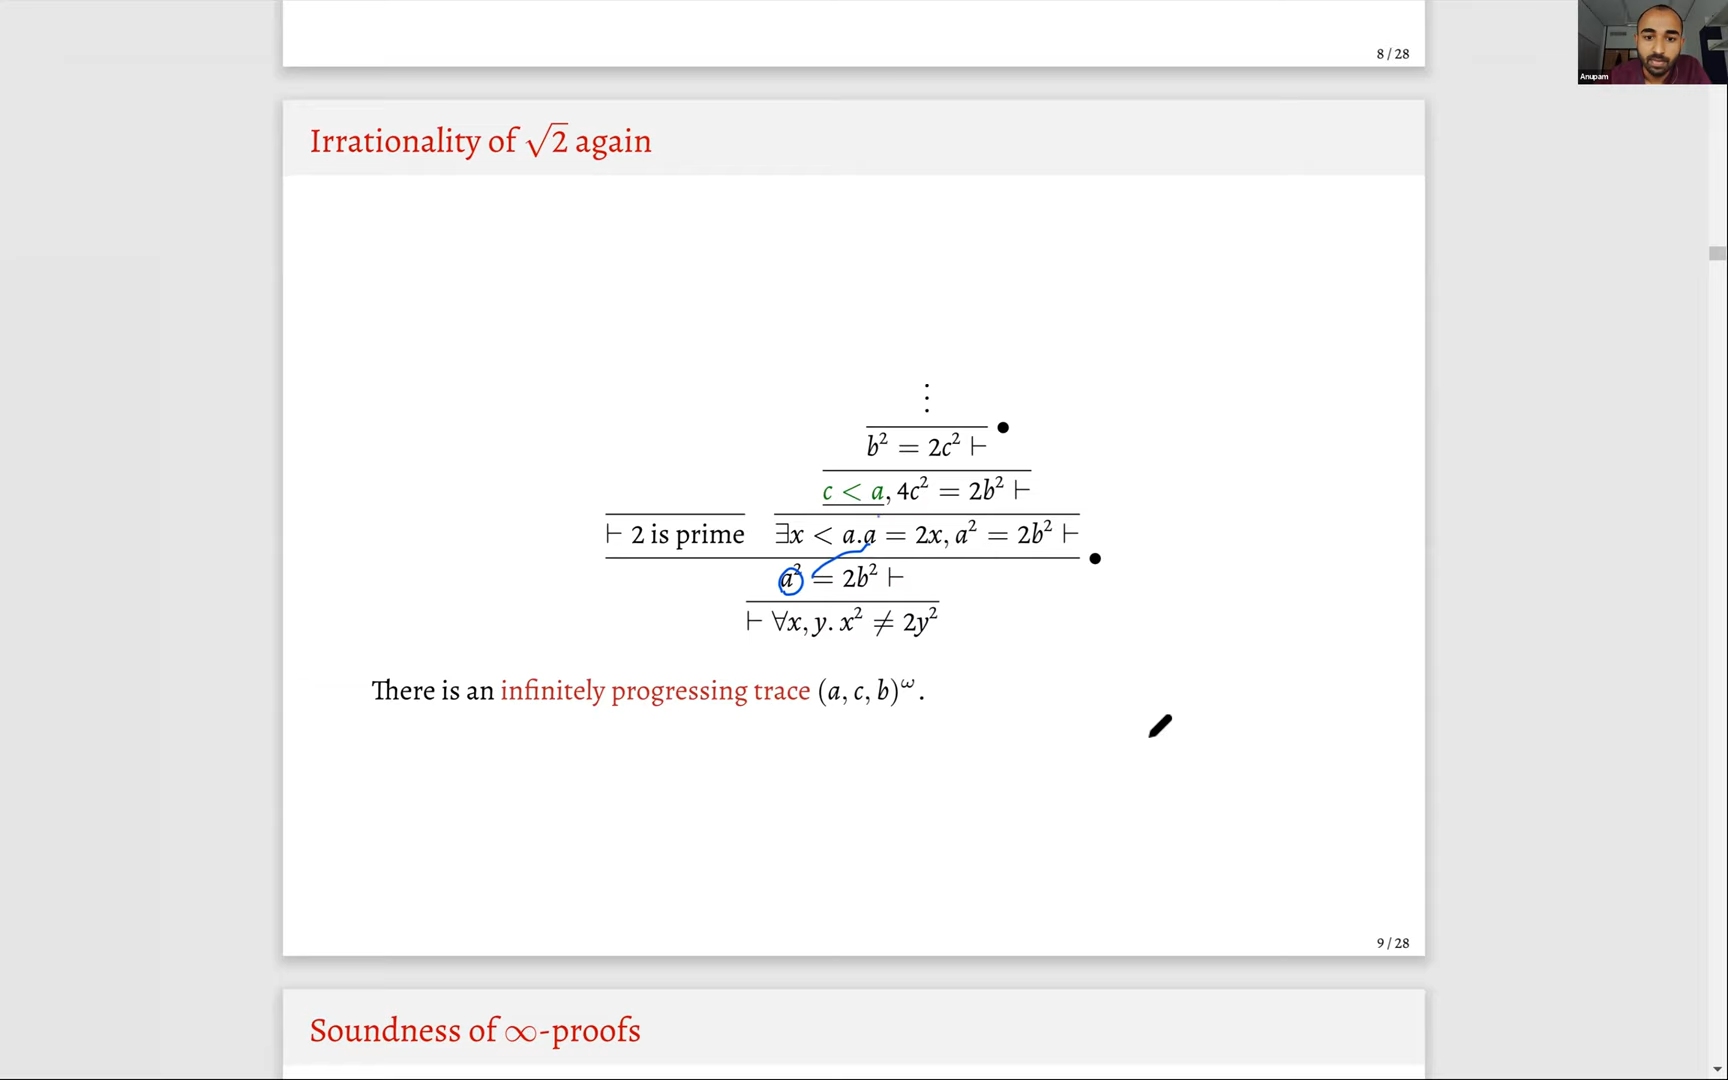 8 / 28
Anupam
Irrationality of √2 again
⋮
b² = 2c² ⊢ •
c < a, 4c² = 2b² ⊢
⊢ 2 is prime ∃x < a.a = 2x, a² = 2b² ⊢
a² = 2b² ⊢ •
⊢ ∀x, y. x² ≠ 2y²
There is an infinitely progressing trace (a, c, b)^ω.
9 / 28
Soundness of ∞-proofs